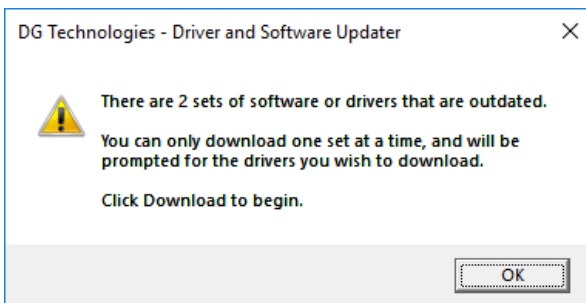 DG Technologies - Driver and Software Updater
There are 2 sets of software or drivers that are outdated.
You can only download one set at a time, and will be
prompted for the drivers you wish to download.
Click Download to begin.
OK